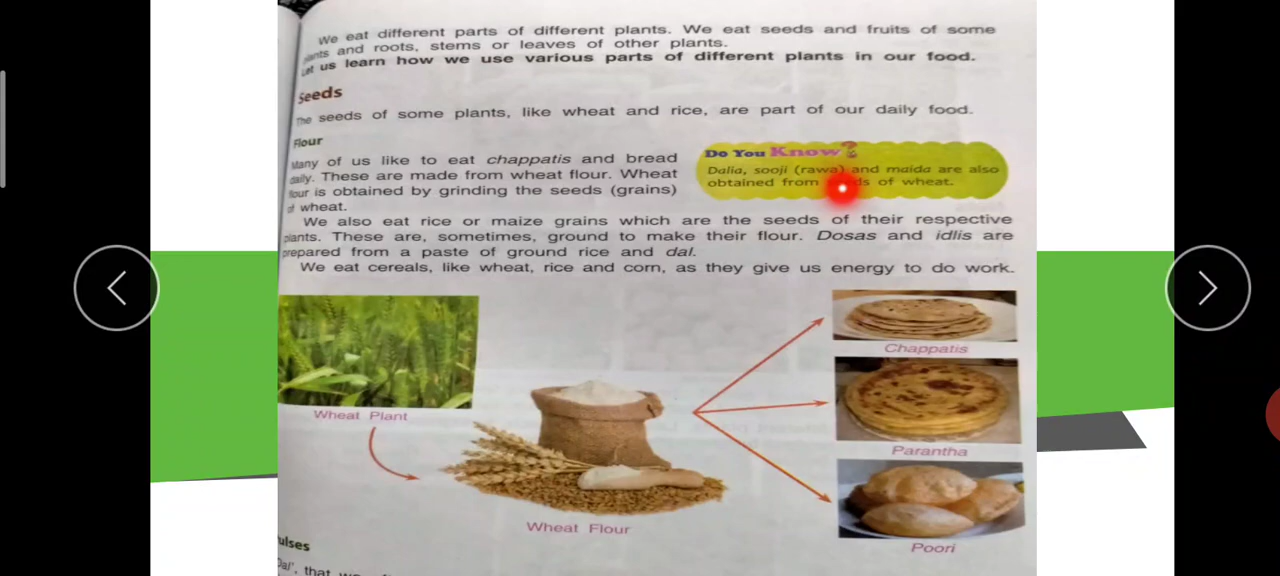 We eat different parts of different plants. We eat seeds and fruits of some
and roots, stems or leaves of other plants.
us learn how we use various parts of different plants in our food.
Seeds
The seeds of some plants, like wheat and rice, are part of our daily food.
Flour
Many of us like to eat chappatis and bread
daily. These are made from wheat flour. Wheat
flour is obtained by grinding the seeds (grains)
of wheat.
Do You Know?
Dalia, sooji (rawa) and maida are also
obtained from ds of wheat.
We also eat rice or maize grains which are the seeds of their respective
plants. These are, sometimes, ground to make their flour. Dosas and idlis are
prepared from a paste of ground rice and dal.
We eat cereals, like wheat, rice and corn, as they give us energy to do work.
Wheat Plant
Wheat Flour
Chappatis
Parantha
Poori
ulses
Dal', that